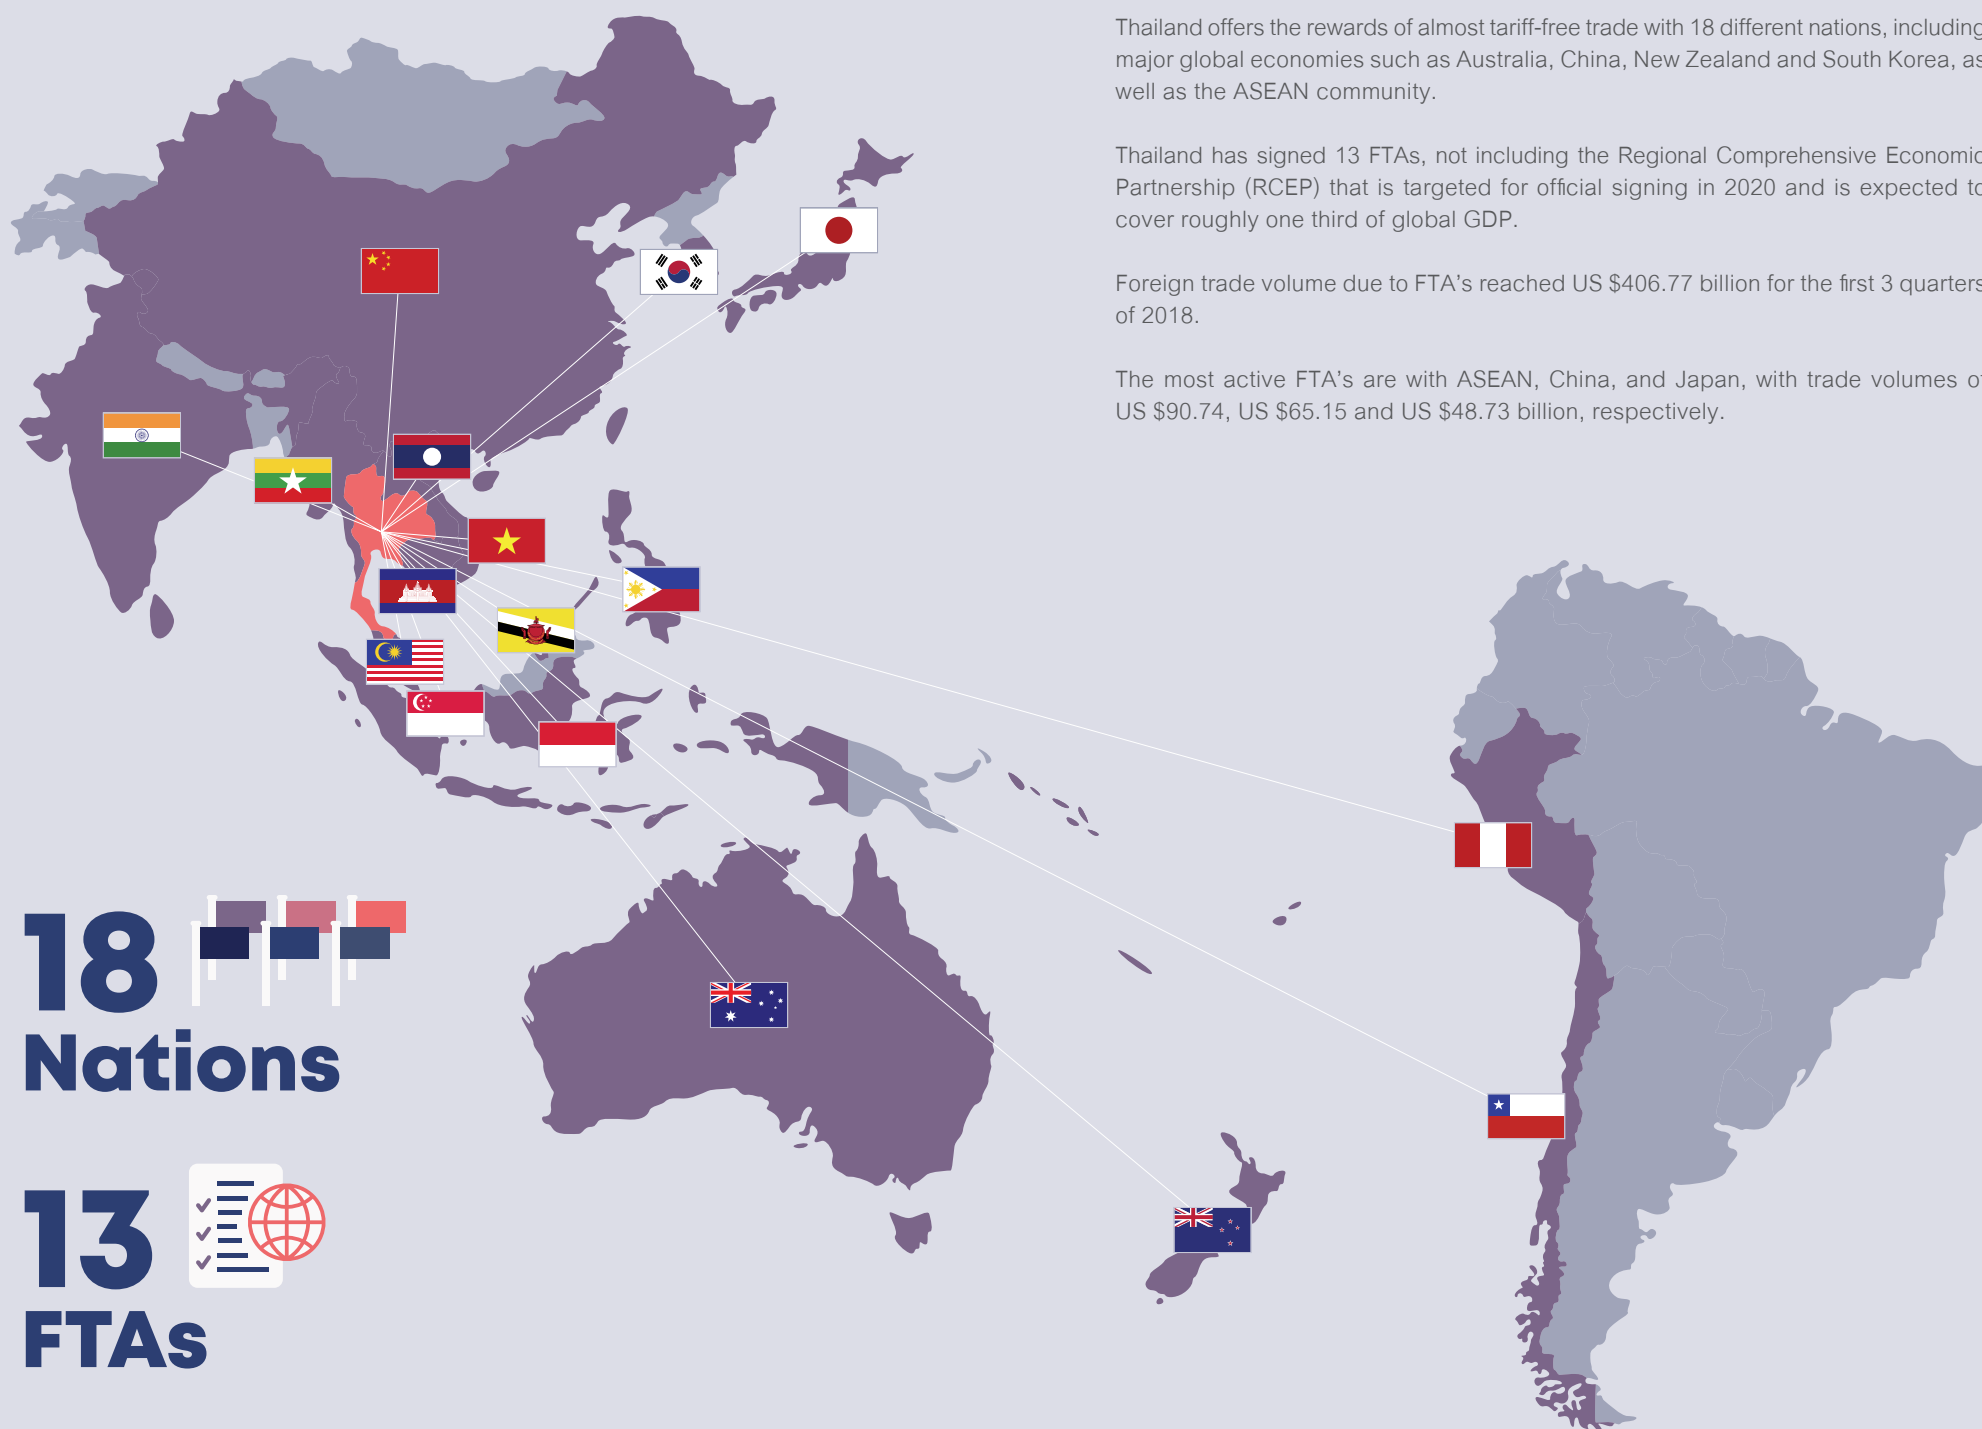 Thailand offers the rewards of almost tariff-free trade with 18 different nations, including
major global economies such as Australia, China, New Zealand and South Korea, as
well as the ASEAN community.
Thailand has signed 13 FTAs, not including the Regional Comprehensive Economic
Partnership (RCEP) that is targeted for official signing in 2020 and is expected to
cover roughly one third of global GDP.
Foreign trade volume due to FTA's reached US $406.77 billion for the first 3 quarters
of 2018.
The most active FTA's are with ASEAN, China, and Japan, with trade volumes of
US $90.74, US $65.15 and US $48.73 billion, respectively.
18
Nations
13
FTAs